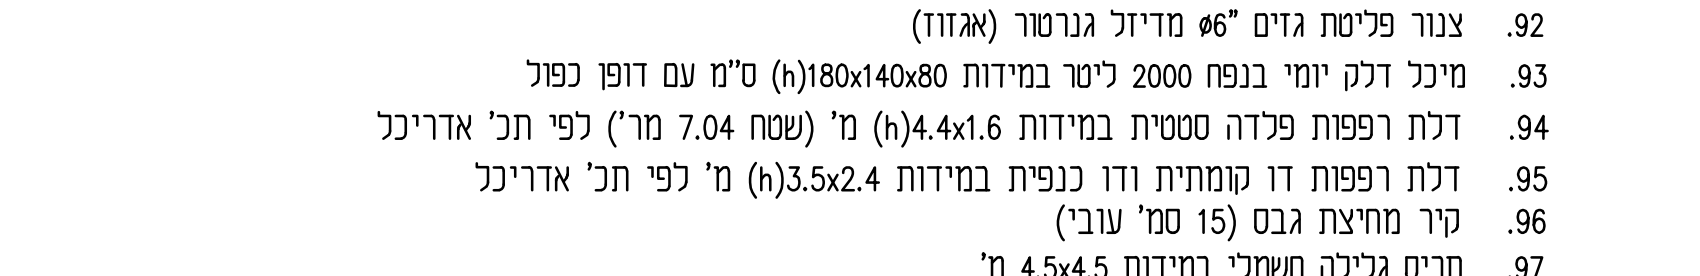 92. צנור פליטת גזים ø6" מדיזל גנרטור (אגזוז)
93. מיכל דלק יומי בנפח 2000 ליטר במידות 180x140x80(h) ס''מ עם דופן כפול
94. דלת רפפות פלדה סטטית במידות 4.4x1.6(h) מ' (שטח 7.04 מר') לפי תכ' אדריכל
95. דלת רפפות דו קומתית ודו כנפית במידות 3.5x2.4(h) מ' לפי תכ' אדריכל
96. קיר מחיצת גבס (15 סמ' עובי)
97. תריס גלילה חשמלי במידות 4.5x4.5 מ'